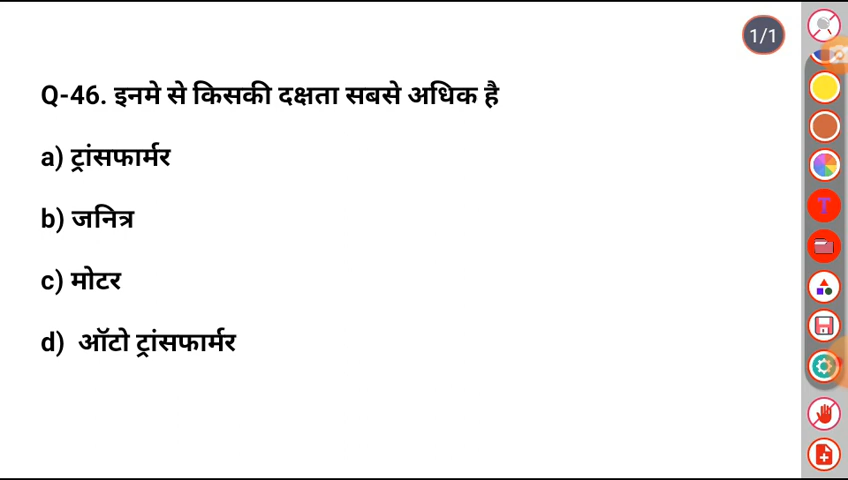 1/1
Q-46. इनमे से किसकी दक्षता सबसे अधिक है
a) ट्रांसफार्मर
b) जनित्र
c) मोटर
d) ऑटो ट्रांसफार्मर
T